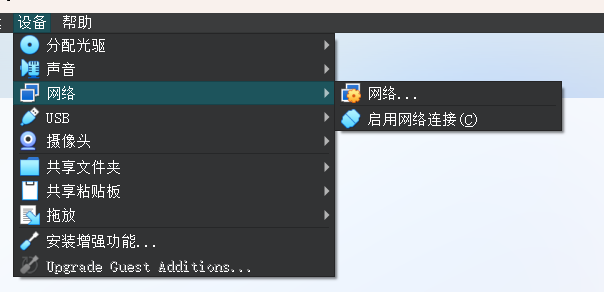 设备 帮助
分配光驱
声音
网络
USB
摄像头
共享文件夹
共享粘贴板
拖放
安装增强功能...
Upgrade Guest Additions...
网络...
启用网络连接(C)